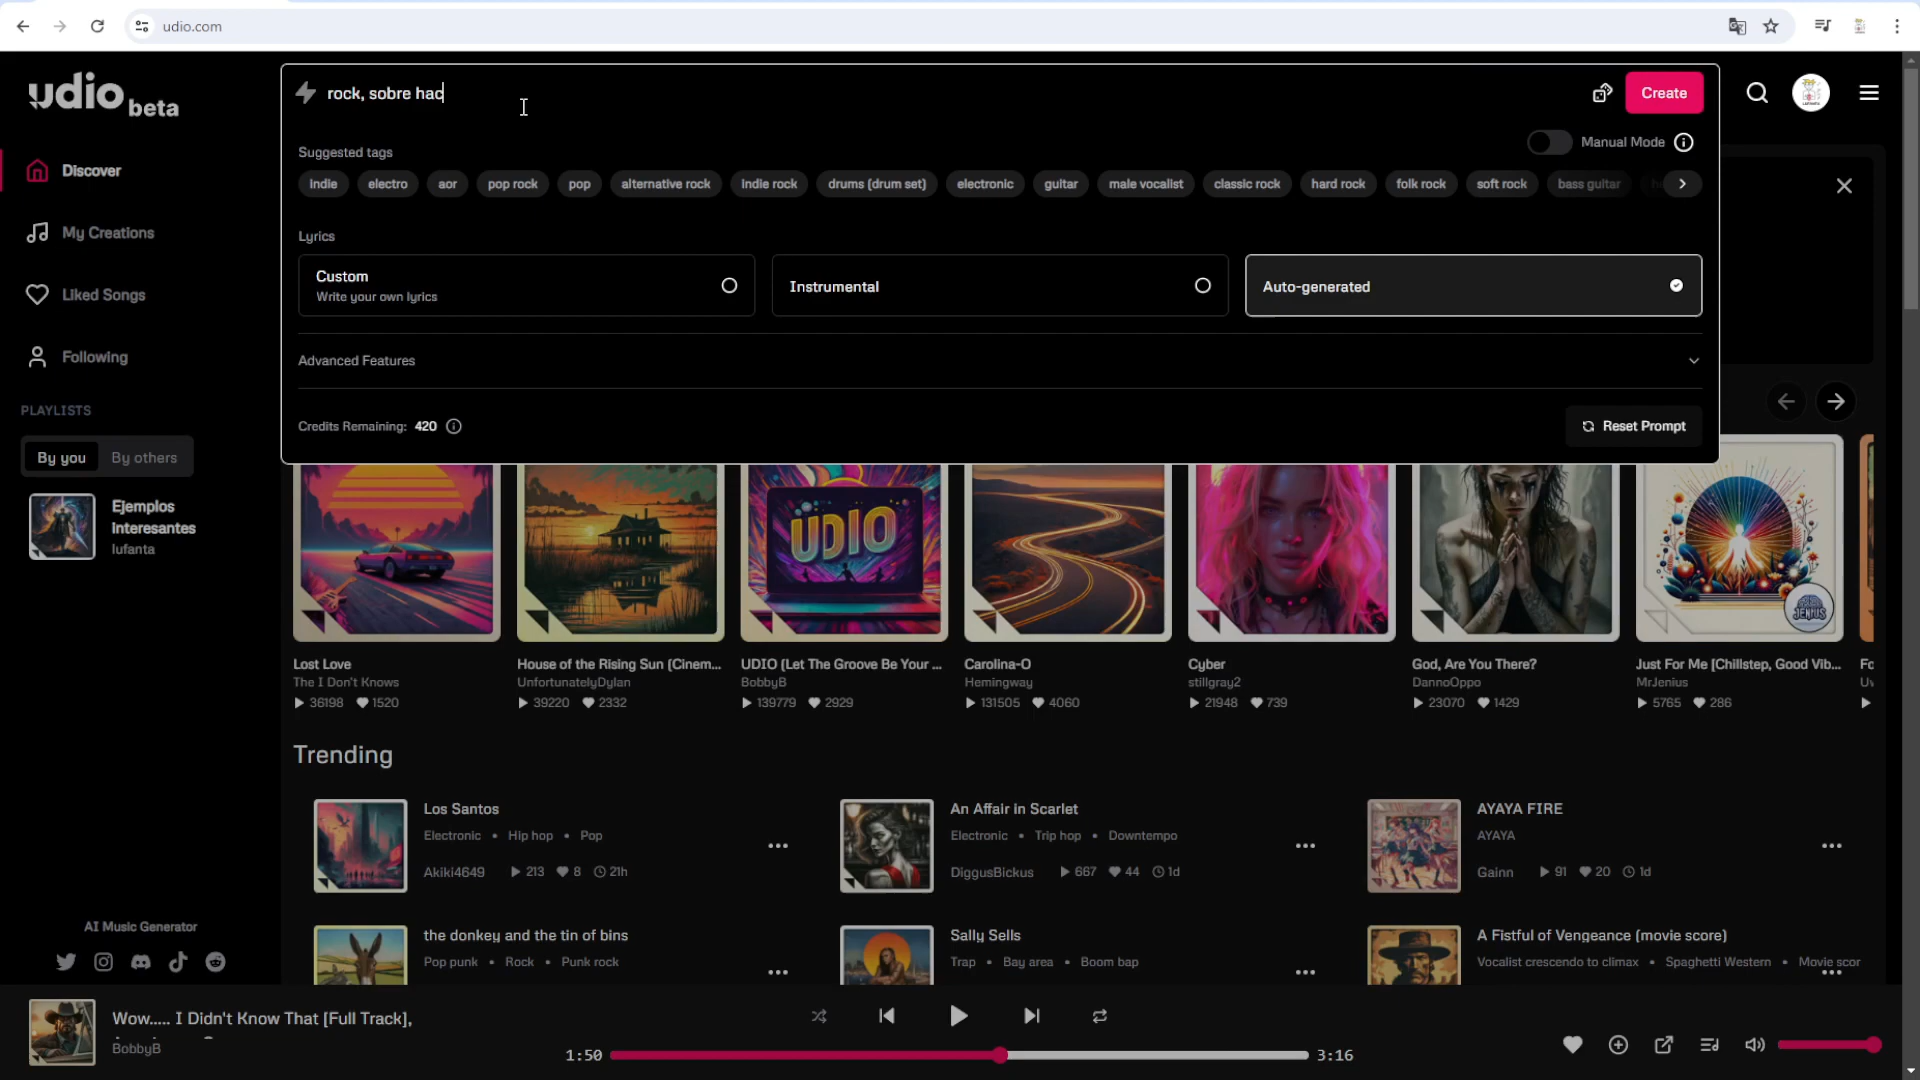 udio.com
udio beta
rock, sobre hac
Create
Manual Mode
Suggested tags
indie
electro
aor
pop rock
pop
alternative rock
indie rock
drums (drum set)
electronic
guitar
male vocalist
classic rock
hard rock
folk rock
soft rock
bass guitar
Discover
My Creations
Liked Songs
Following
PLAYLISTS
By you
By others
Ejemplos
interesantes
lufanta
Lyrics
Custom
Write your own lyrics
Instrumental
Auto-generated
Advanced Features
Credits Remaining: 420
Reset Prompt
UDIO
JENIUS
Lost Love
The I Don't Knows
36198 1520
House of the Rising Sun (Cinem...
UnfortunatelyDylan
39220 2332
UDIO (Let The Groove Be Your ...
BobbyB
139779 2929
Carolina-O
Hemingway
131505 4060
Cyber
stillgray2
21948 739
God, Are You There?
DannoOppo
23070 1429
Just For Me [Chillstep, Good Vib...
MrJenius
5765 286
Trending
Los Santos
Electronic • Hip hop • Pop
Akiki4649 213 8 21h
An Affair in Scarlet
Electronic • Trip hop • Downtempo
DiggusBickus 667 44 1d
AYAYA FIRE
AYAYA
Gainn 91 20 1d
the donkey and the tin of bins
Pop punk • Rock • Punk rock
Sally Sells
Trap • Bay area • Boom bap
A Fistful of Vengeance (movie score)
Vocalist crescendo to climax • Spaghetti Western • Movie scor
AI Music Generator
Wow..... I Didn't Know That [Full Track],
BobbyB
1:50
3:16